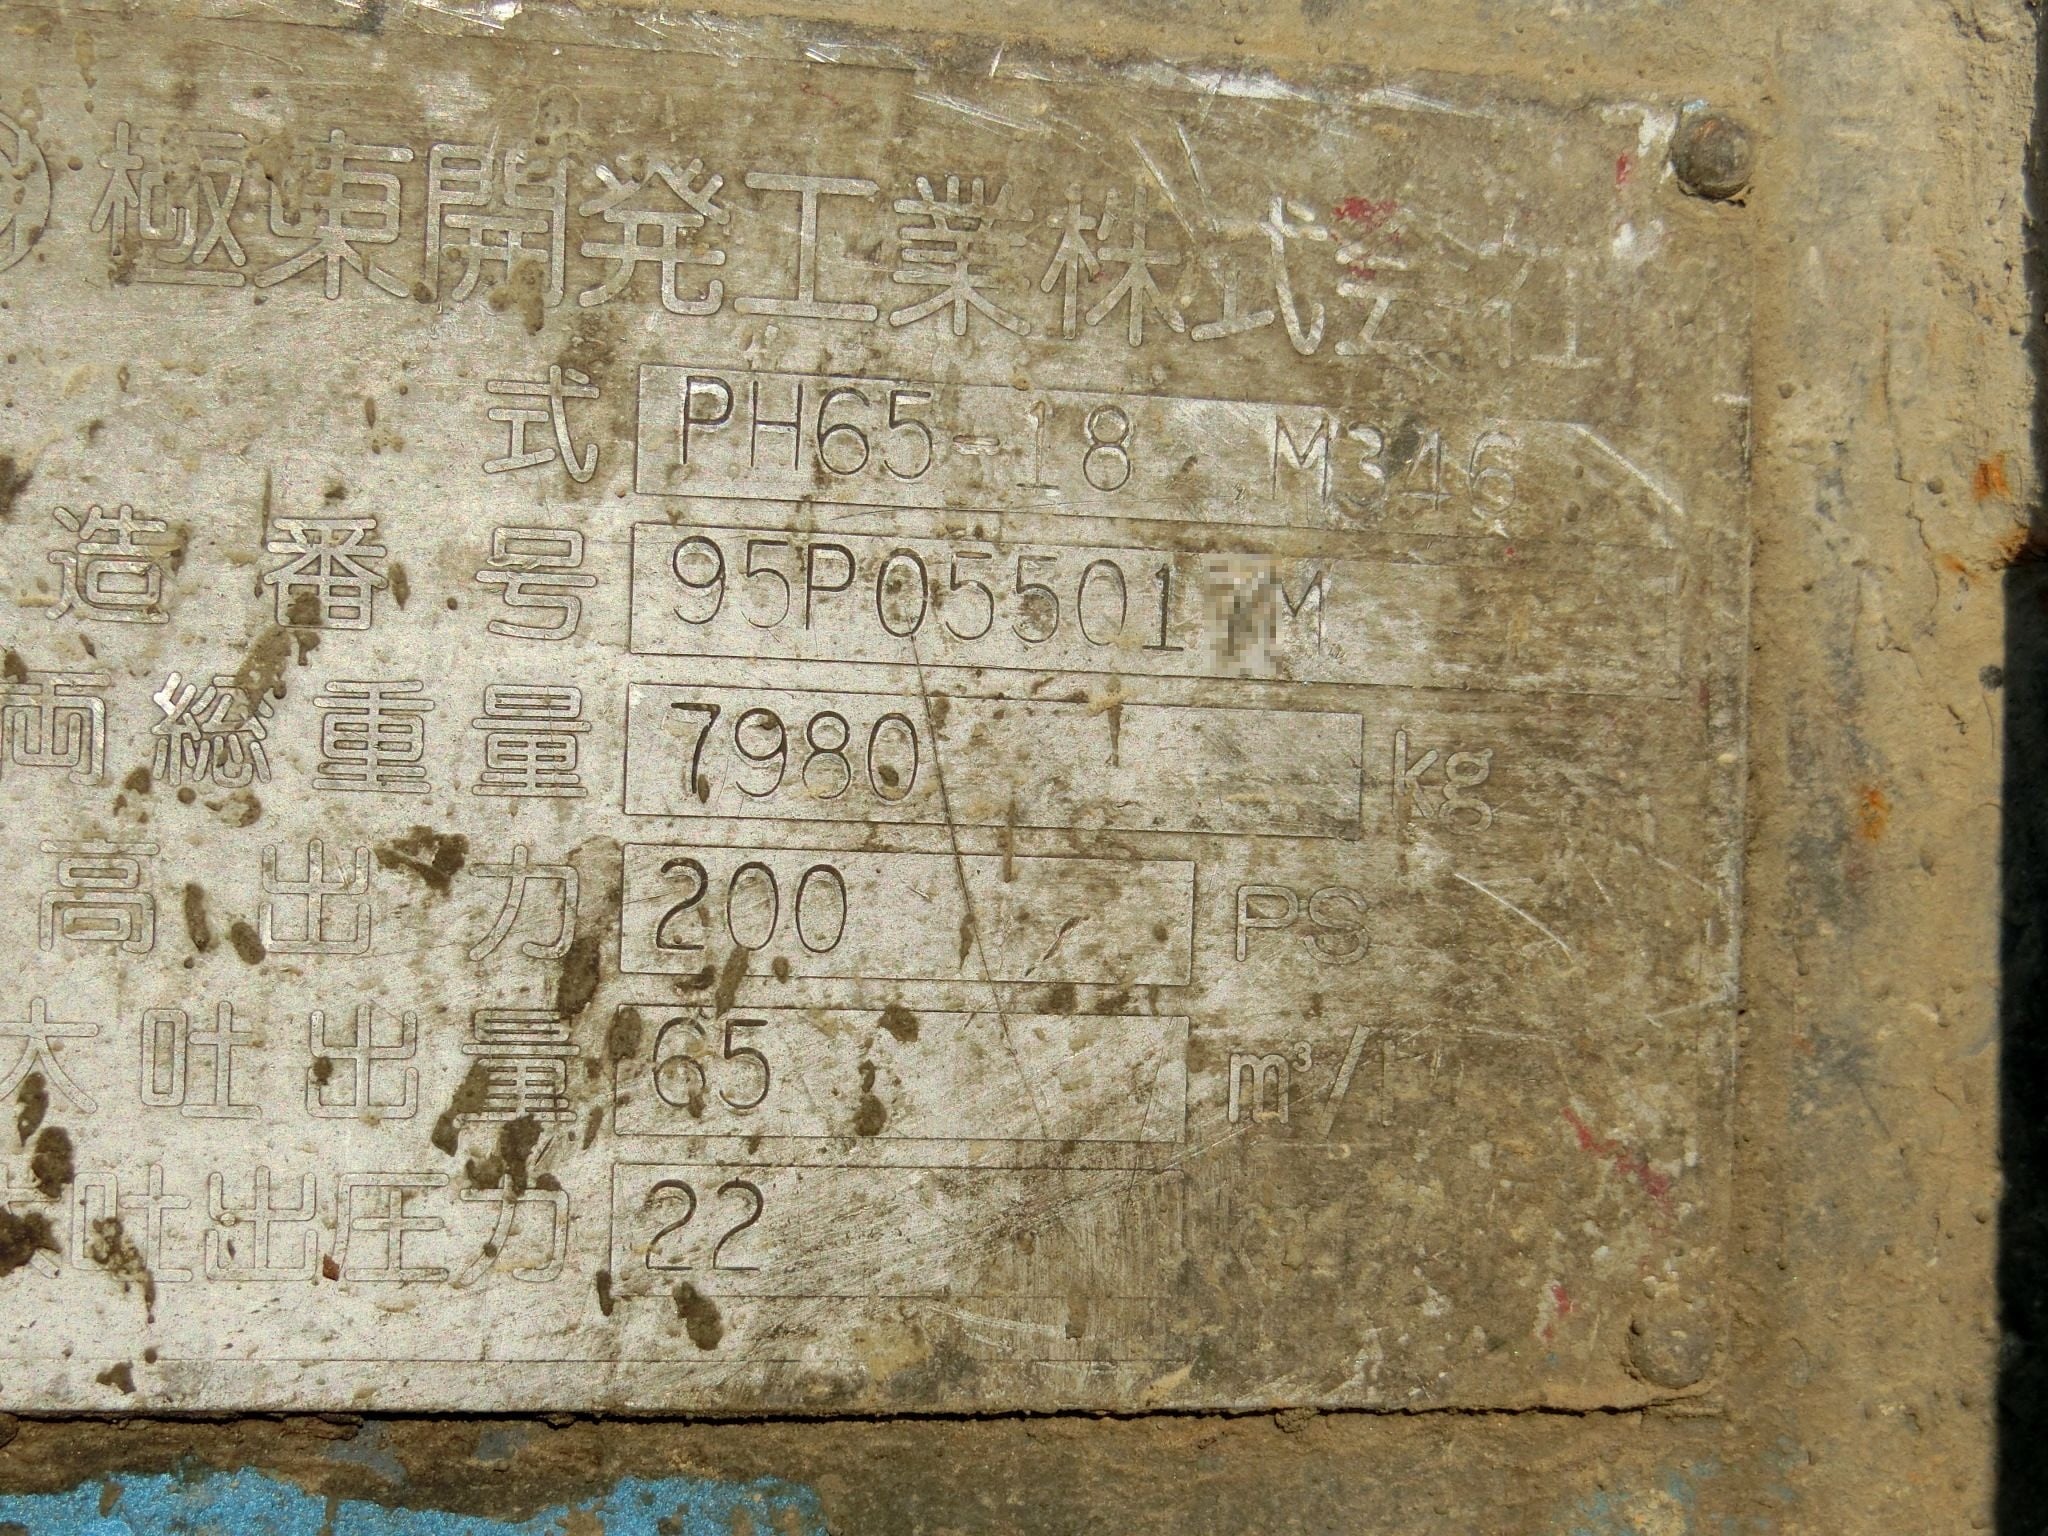 極東開発工業株式会社
式 PH65-18 M346
造番号 95P05501 M
両総重量 7980 kg
高出力 200 PS
大吐出量 65 m³/
大吐出圧力 22